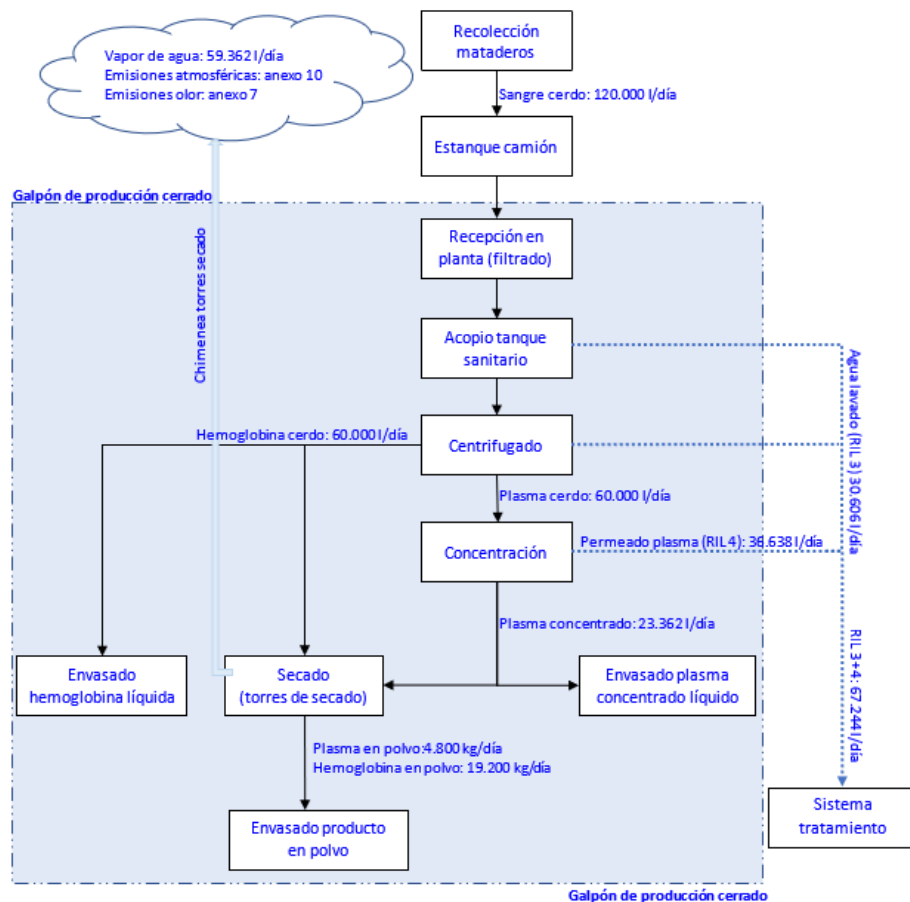 Vapor de agua: 59.362 l/día
Emisiones atmosféricas: anexo 10
Emisiones olor: anexo 7
Recolección
mataderos
Sangre cerdo: 120.000 l/día
Estanque camión
Galpón de producción cerrado
Recepción en
planta (filtrado)
Chimenea torres secado
Acopio tanque
sanitario
Agua lavado (RIL 3) 30.606 l/día
Hemoglobina cerdo: 60.000 l/día
Centrifugado
Plasma cerdo: 60.000 l/día
Concentración
Permeado plasma (RIL 4): 36.638 l/día
Plasma concentrado: 23.362 l/día
RIL 3+4: 67.244 l/día
Envasado
hemoglobina líquida
Secado
(torres de secado)
Envasado plasma
concentrado líquido
Plasma en polvo:4.800 kg/día
Hemoglobina en polvo: 19.200 kg/día
Sistema
tratamiento
Envasado producto
en polvo
Galpón de producción cerrado